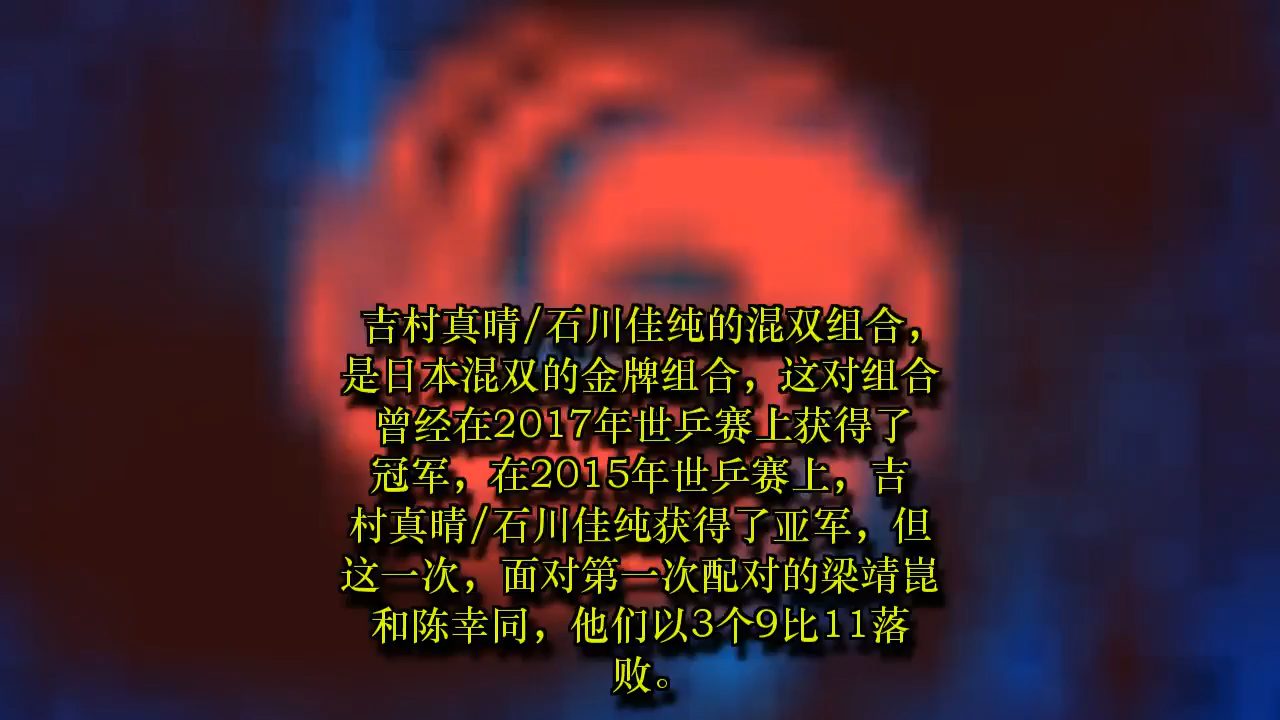 吉村真晴/石川佳纯的混双组合，
是日本混双的金牌组合，这对组合
曾经在2017年世乒赛上获得了
冠军，在2015年世乒赛上，吉
村真晴/石川佳纯获得了亚军，但
这一次，面对第一次配对的梁靖崑
和陈幸同，他们以3个9比11落
败。